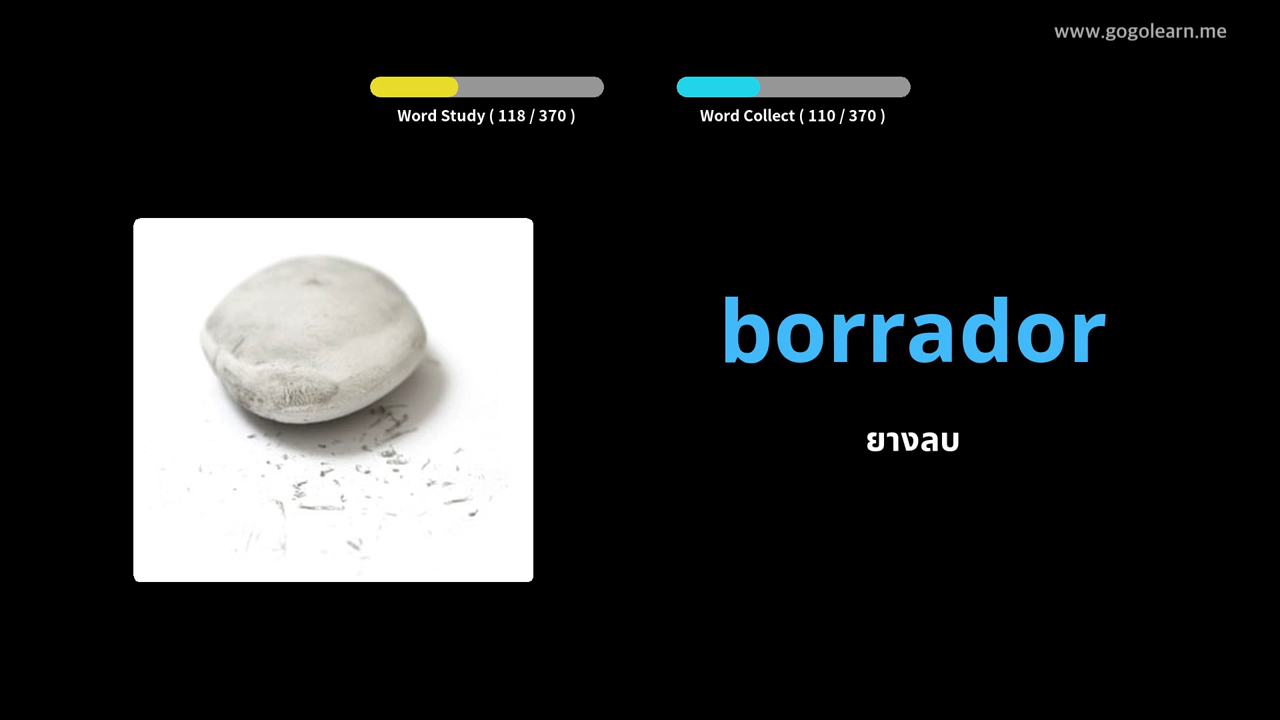 www.gogolearn.me
Word Study ( 118 / 370 )
Word Collect ( 110 / 370 )
borrador
ยางลบ